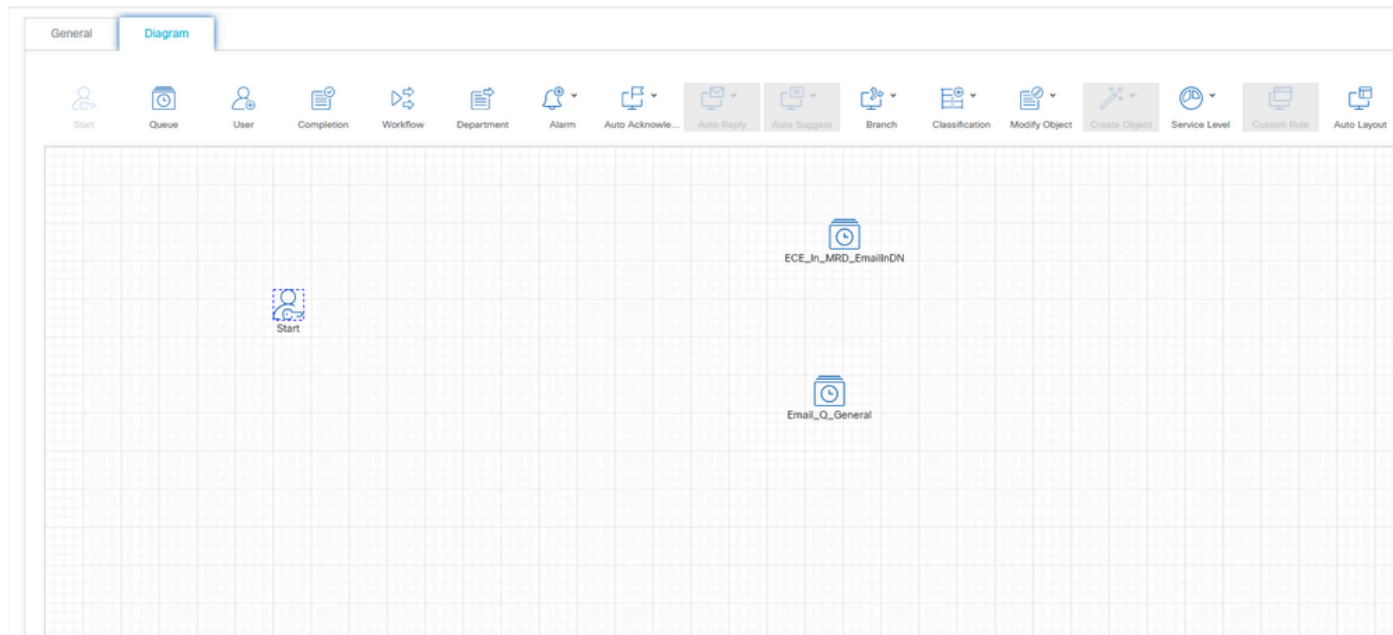 General
Diagram
Start
Queue
User
Completion
Workflow
Department
Alarm
Auto Acknowle...
Auto Reply
Auto Suggest
Branch
Classification
Modify Object
Create Object
Service Level
Custom Rule
Auto Layout
ECE_In_MRD_EmailInDN
Start
Email_Q_General